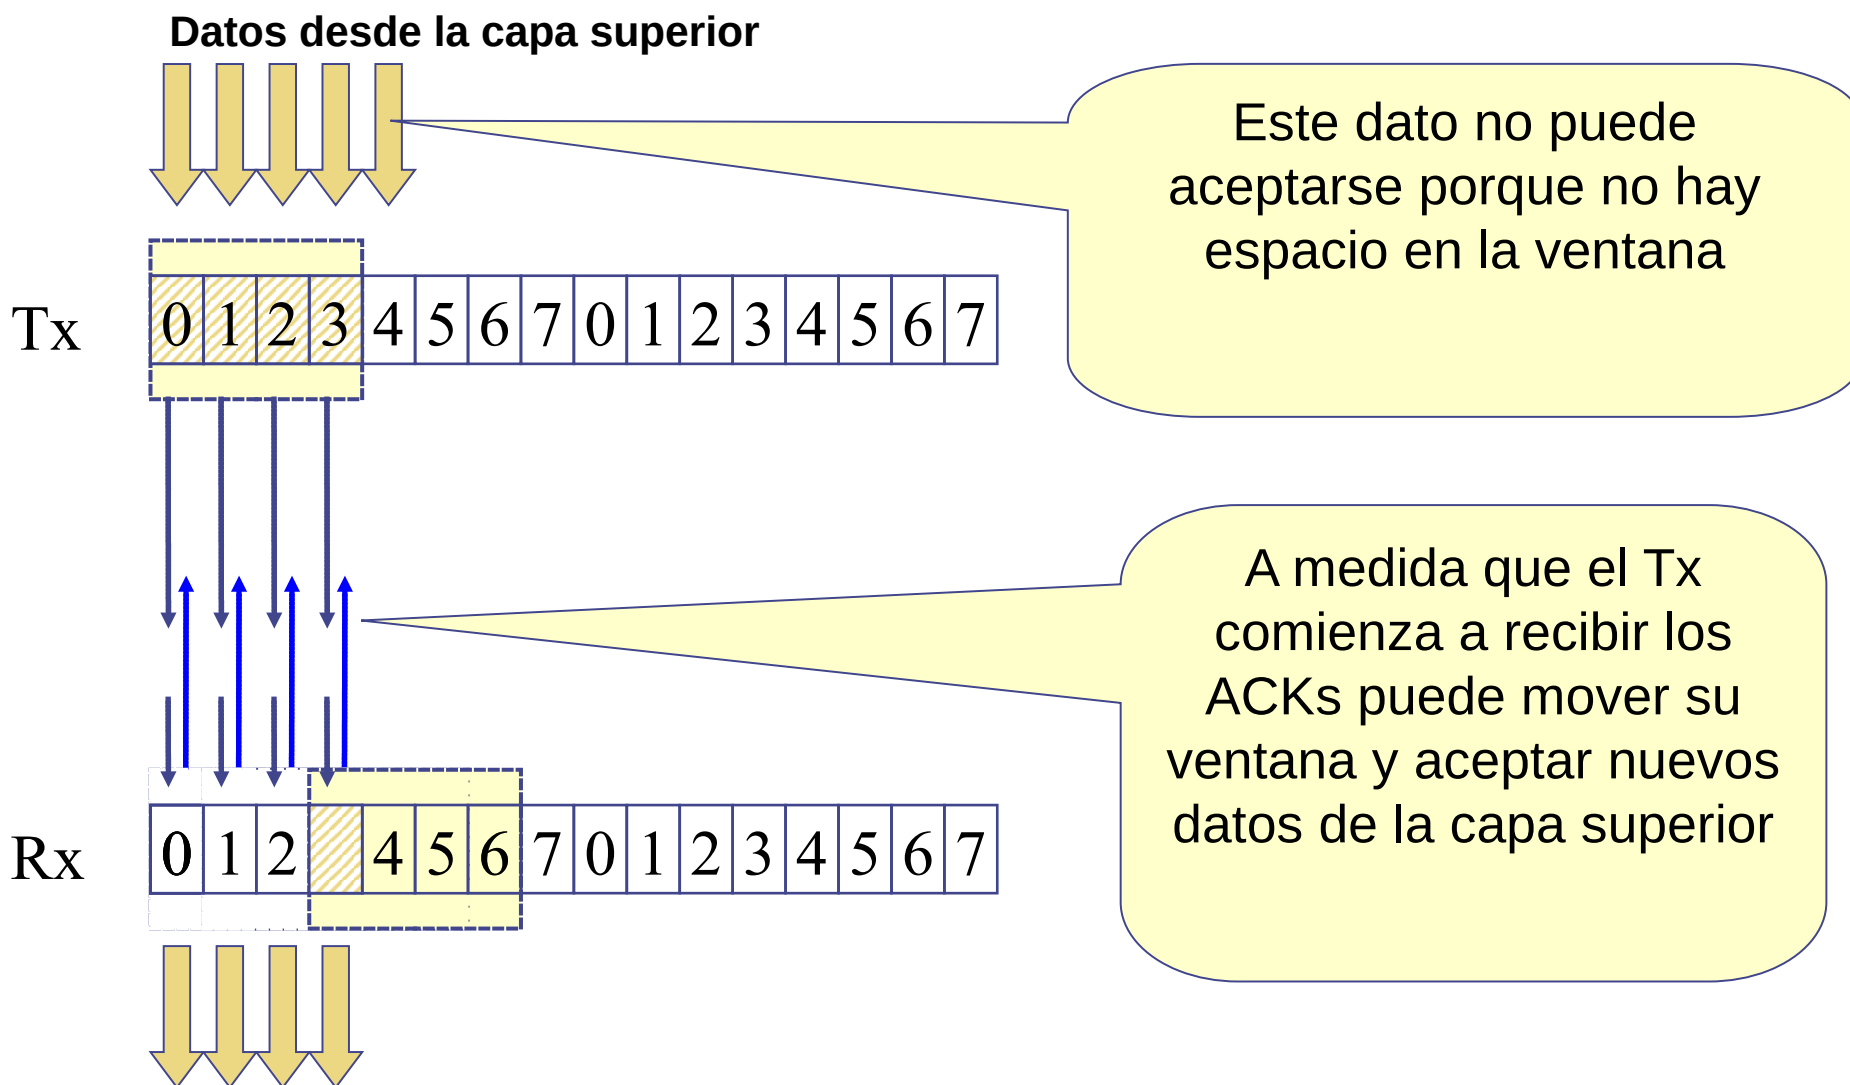 Datos desde la capa superior
Este dato no puede
aceptarse porque no hay
espacio en la ventana
Tx 0 1 2 3 4 5 6 7 0 1 2 3 4 5 6 7
A medida que el Tx
comienza a recibir los
ACKs puede mover su
ventana y aceptar nuevos
datos de la capa superior
Rx 0 1 2 4 5 6 7 0 1 2 3 4 5 6 7